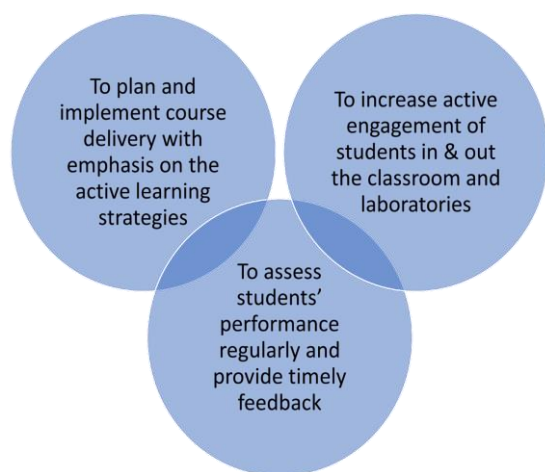 To plan and
implement course
delivery with
emphasis on the
active learning
strategies
To increase active
engagement of
students in & out
the classroom and
laboratories
To assess
students’
performance
regularly and
provide timely
feedback